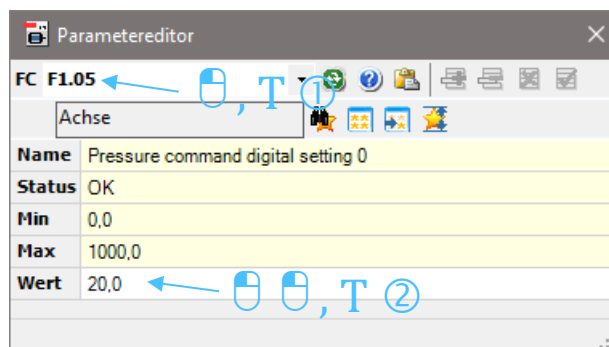 Parametereditor
FC F1.05 , T ①
Achse
Name Pressure command digital setting 0
Status OK
Min 0,0
Max 1000,0
Wert 20,0 , T ②